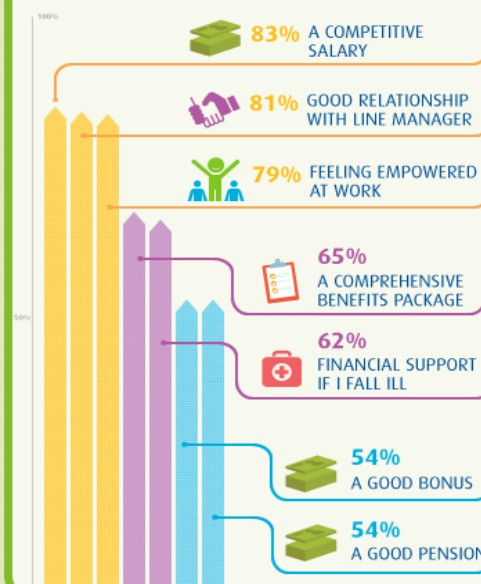 100%
83% A COMPETITIVE
SALARY
81% GOOD RELATIONSHIP
WITH LINE MANAGER
79% FEELING EMPOWERED
AT WORK
65%
A COMPREHENSIVE
BENEFITS PACKAGE
50%
62%
FINANCIAL SUPPORT
IF I FALL ILL
54%
A GOOD BONUS
54%
A GOOD PENSION